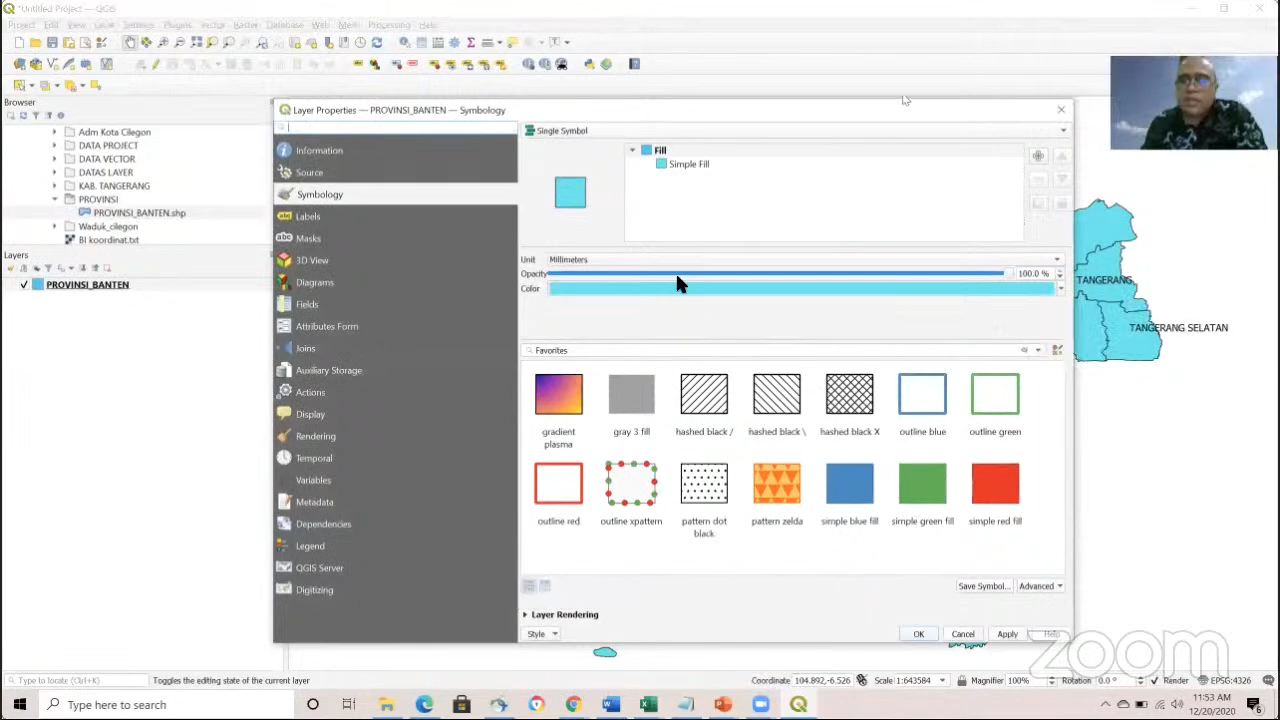 *Untitled Project — QGIS
Project Edit View Layer Settings Plugins Vector Raster Database Web Mesh Processing Help
Browser
Adm Kota Cilegon
DATA PROJECT
DATA VECTOR
DATAS LAYER
KAB. TANGERANG
PROVINSI
PROVINSI_BANTEN.shp
Waduk_cilegon
BI koordinat.txt
Layers
PROVINSI_BANTEN
Layer Properties — PROVINSI_BANTEN — Symbology
Information
Source
Symbology
Labels
Masks
3D View
Diagrams
Fields
Attributes Form
Joins
Auxiliary Storage
Actions
Display
Rendering
Temporal
Variables
Metadata
Dependencies
Legend
QGIS Server
Digitizing
Single Symbol
Fill
Simple Fill
Unit Millimeters
Opacity 100.0 %
Color
Favorites
gradient plasma
gray 3 fill
hashed black /
hashed black \
hashed black X
outline blue
outline green
outline red
outline xpattern
pattern dot black
pattern zelda
simple blue fill
simple green fill
simple red fill
Save Symbol... Advanced
Layer Rendering
Style OK Cancel Apply Help
TANGERANG
TANGERANG SELATAN
zoom
Type to locate (Ctrl+K) Toggles the editing state of the current layer Coordinate 104.892,-6.526 Scale 1:643584 Magnifier 100% Rotation 0.0 ° Render EPSG:4326
Type here to search
11:53 AM
12/20/2020
6